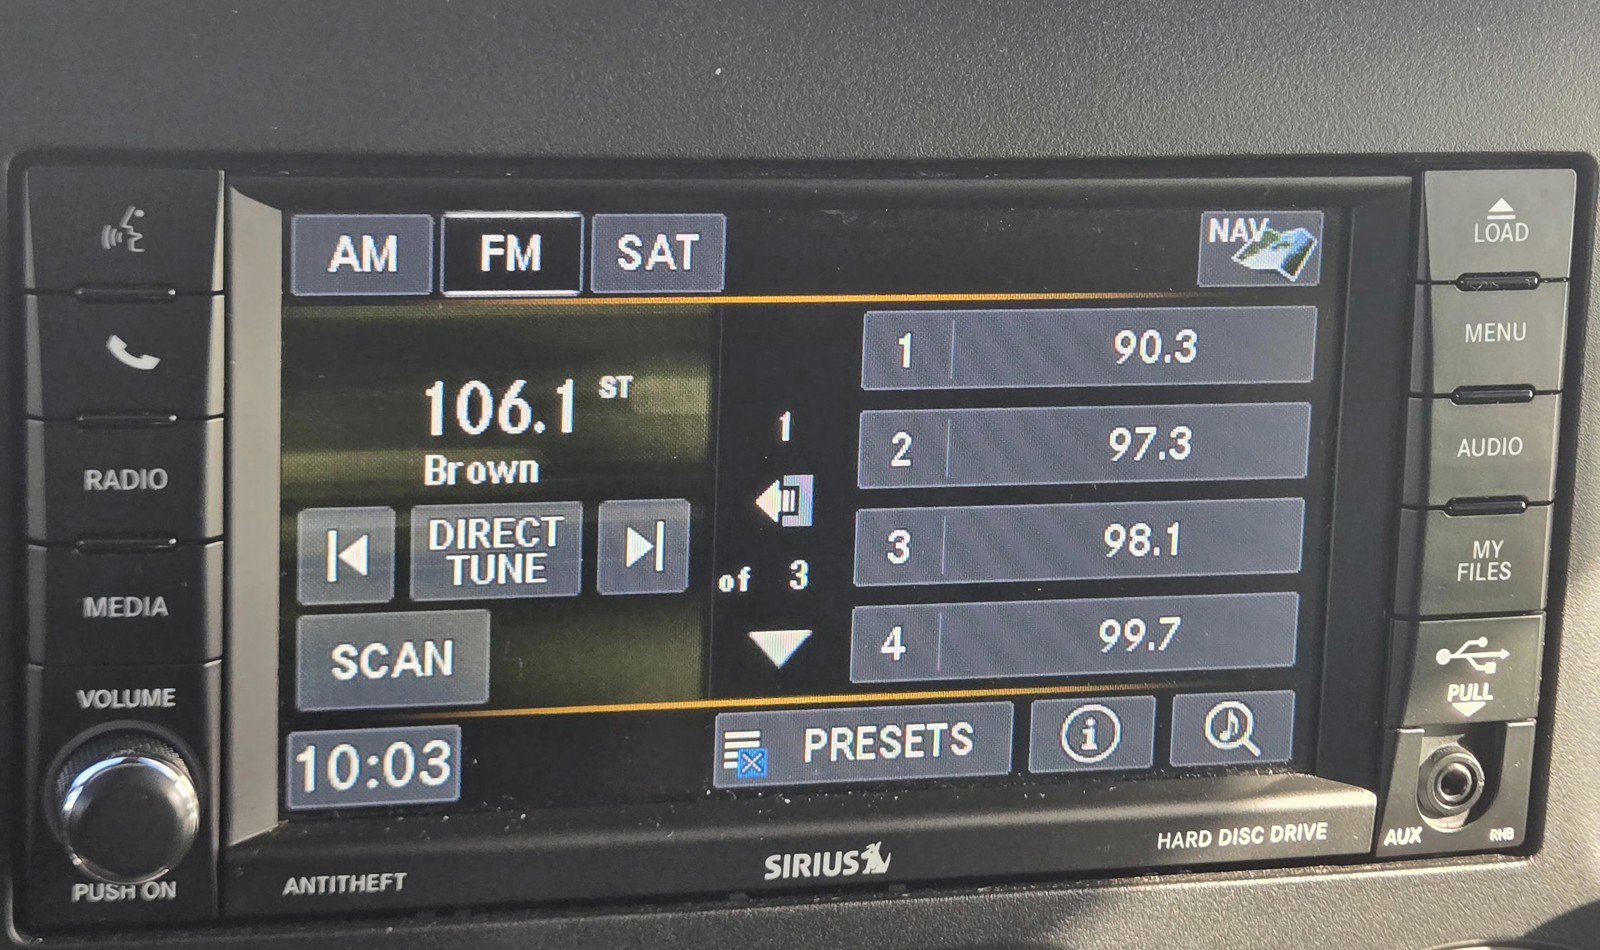 AM FM SAT NAV
106.1 ST
Brown
DIRECT
TUNE
SCAN
10:03
1
of 3
1 90.3
2 97.3
3 98.1
4 99.7
PRESETS
i
RADIO
MEDIA
VOLUME
PUSH ON
ANTITHEFT
SIRIUS
HARD DISC DRIVE
LOAD
MENU
AUDIO
MY
FILES
PULL
AUX
RHB